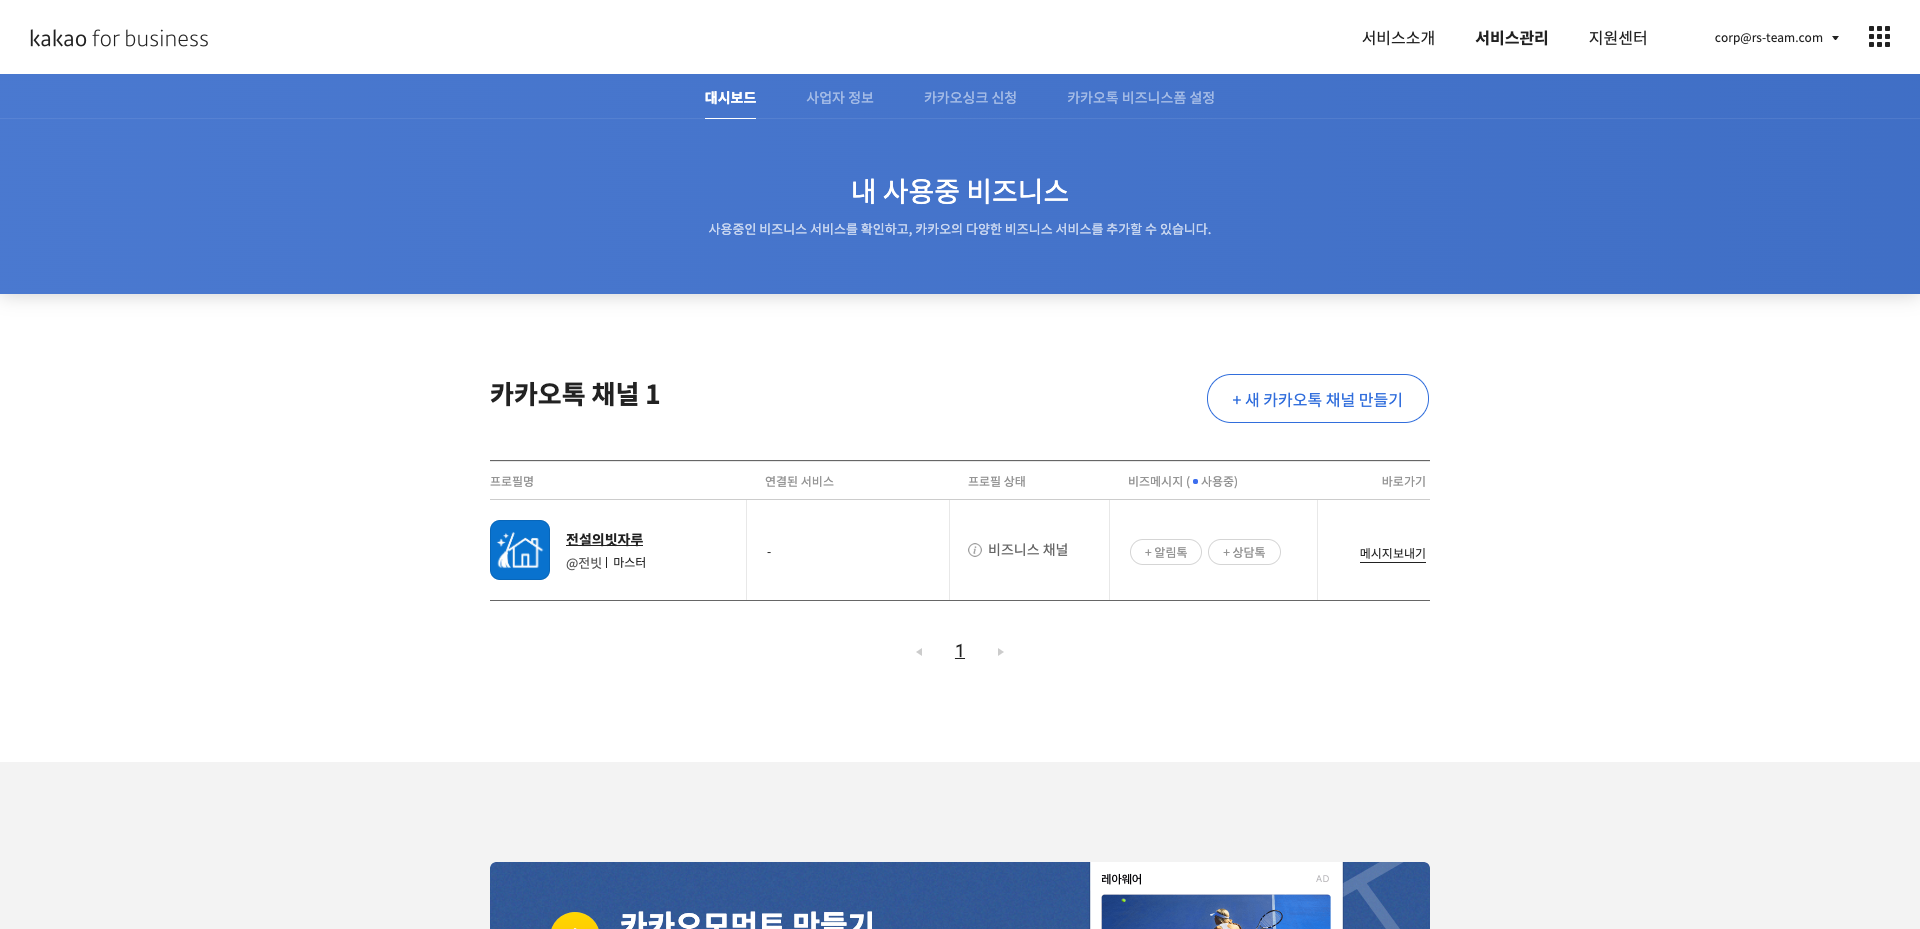 kakao for business
서비스소개 서비스관리 지원센터 corp@rs-team.com
대시보드 사업자 정보 카카오싱크 신청 카카오톡 비즈니스폼 설정
내 사용중 비즈니스
사용중인 비즈니스 서비스를 확인하고, 카카오의 다양한 비즈니스 서비스를 추가할 수 있습니다.
카카오톡 채널 1
+ 새 카카오톡 채널 만들기
프로필명 연결된 서비스 프로필 상태 비즈메시지 ( 사용중) 바로가기
전설의빗자루
@전빗 | 마스터
-
비즈니스 채널
+ 알림톡 + 상담톡
메시지보내기
1
레아웨어 AD
카카오모먼트 만들기